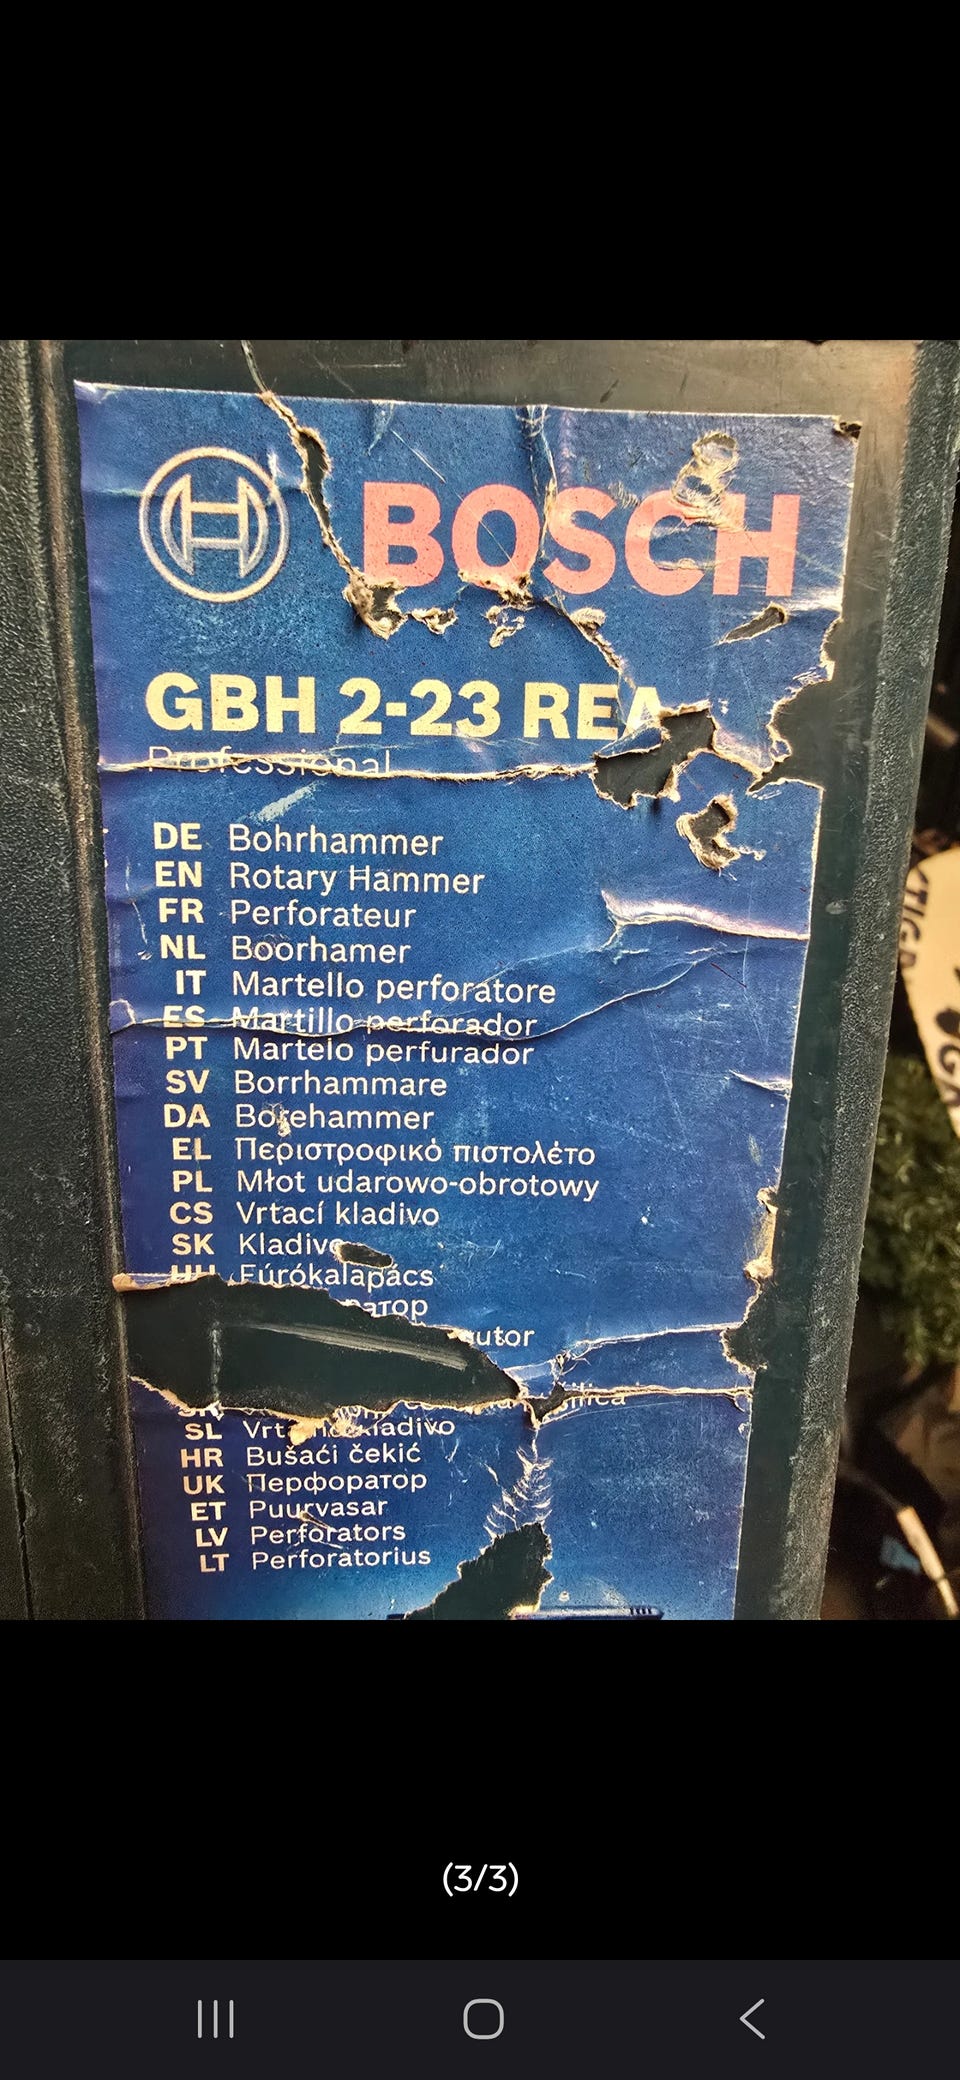 BOSCH
GBH 2-23 REA
Professional
DE Bohrhammer
EN Rotary Hammer
FR Perforateur
NL Boorhamer
IT Martello perforatore
ES Martillo perforador
PT Martelo perfurador
SV Borrhammare
DA Borehammer
EL Περιστροφικό πιστολέτο
PL Młot udarowo-obrotowy
CS Vrtací kladivo
SK Kladivo
HU Fúrókalapács
SL
HR Bušaći čekić
UK Перфоратор
ET Puurvasar
LV Perforators
LT Perforatorius
(3/3)